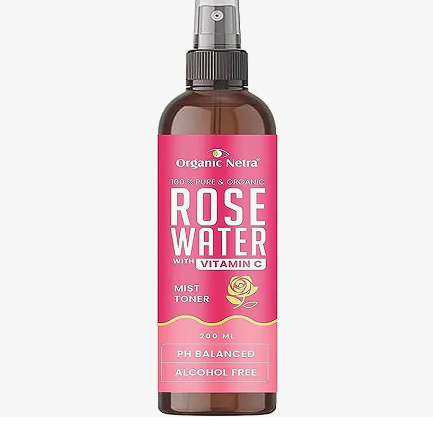 Organic Netra
100% PURE & ORGANIC
ROSE
WATER
WITH VITAMIN C
MIST
TONER
200 ML
PH BALANCED
ALCOHOL FREE